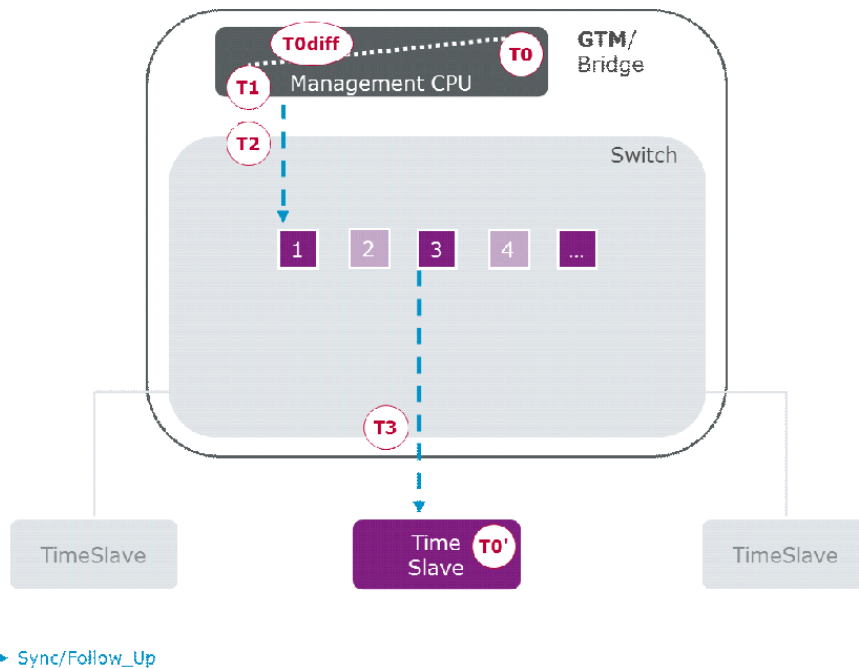 T0diff
T0
GTM/
Bridge
T1
Management CPU
T2
Switch
1
2
3
4
...
T3
TimeSlave
Time
Slave
T0'
TimeSlave
Sync/Follow_Up